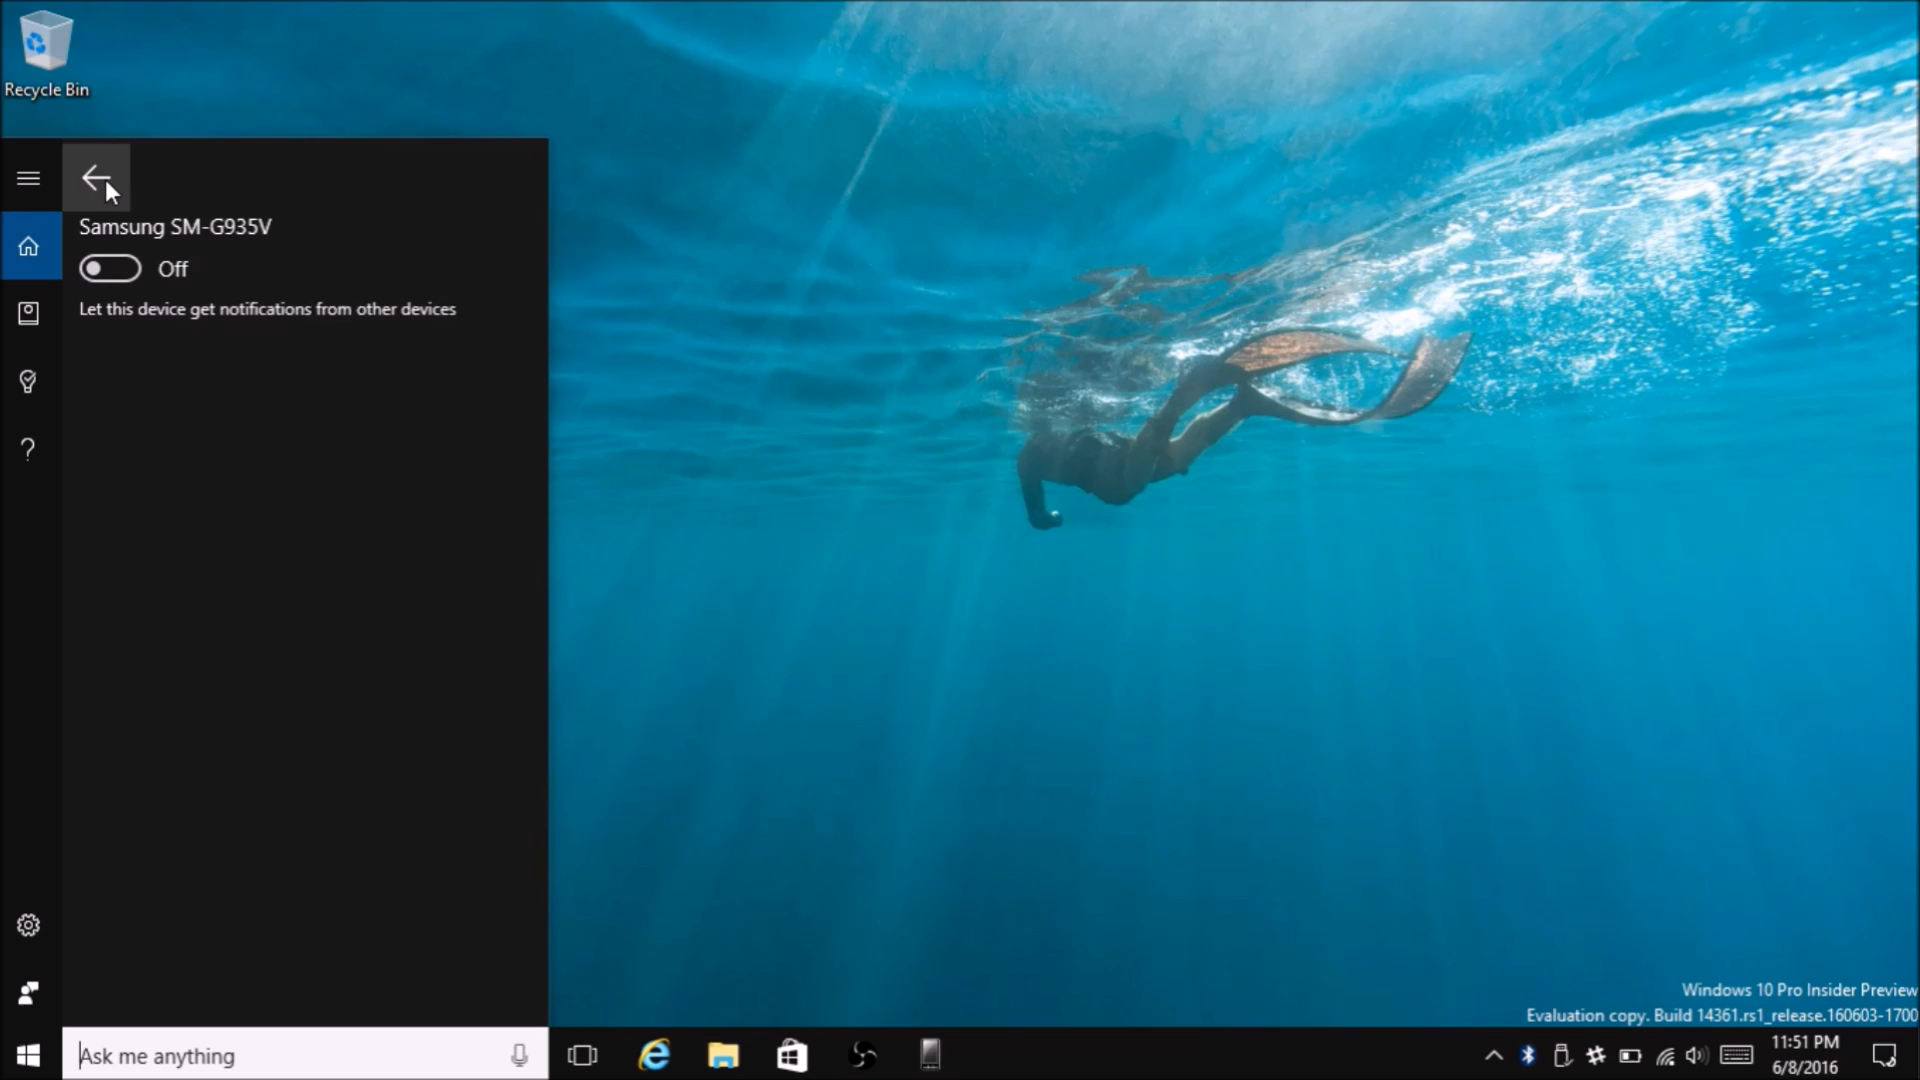 Recycle Bin
Samsung SM-G935V
Off
Let this device get notifications from other devices
Windows 10 Pro Insider Preview
Evaluation copy. Build 14361.rs1_release.160603-1700
Ask me anything
11:51 PM
6/8/2016